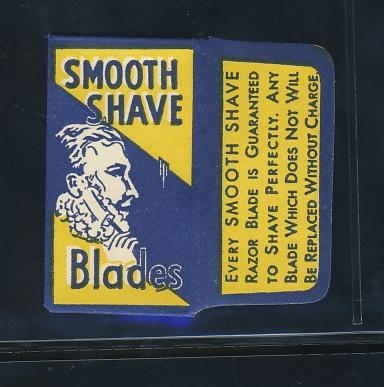 SMOOTH
SHAVE
Blades
EVERY SMOOTH SHAVE
RAZOR BLADE IS GUARANTEED
TO SHAVE PERFECTLY. ANY
BLADE WHICH DOES NOT WILL
BE REPLACED WITHOUT CHARGE.